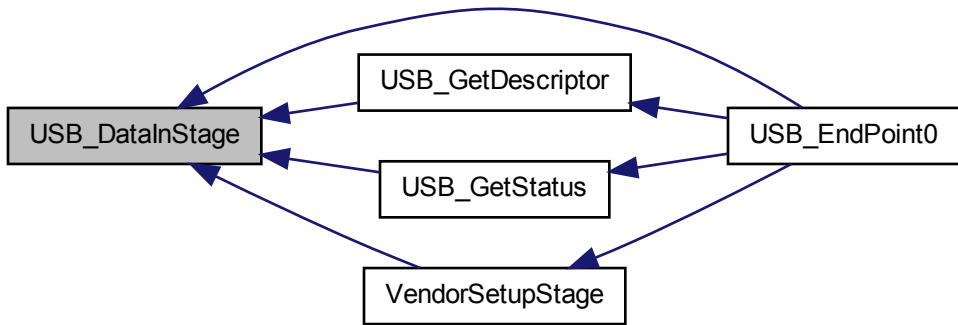 USB_DataInStage
USB_GetDescriptor
USB_GetStatus
VendorSetupStage
USB_EndPoint0